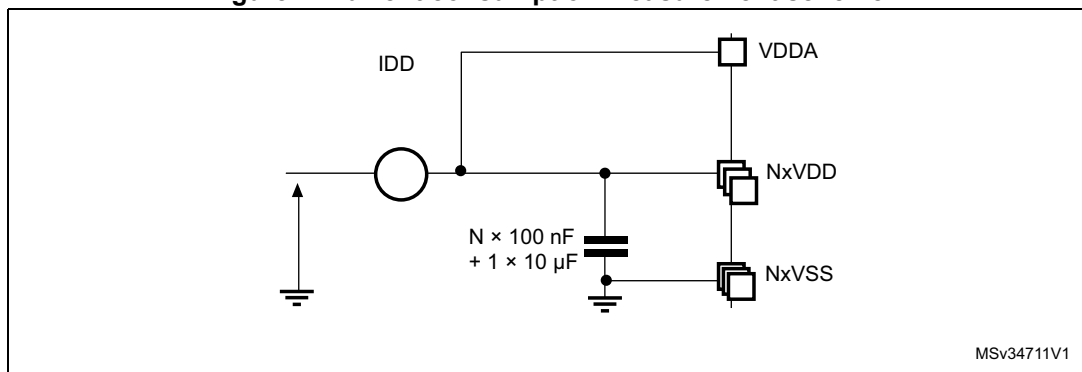 IDD
VDDA
NxVDD
N × 100 nF
+ 1 × 10 µF
NxVSS
MSv34711V1